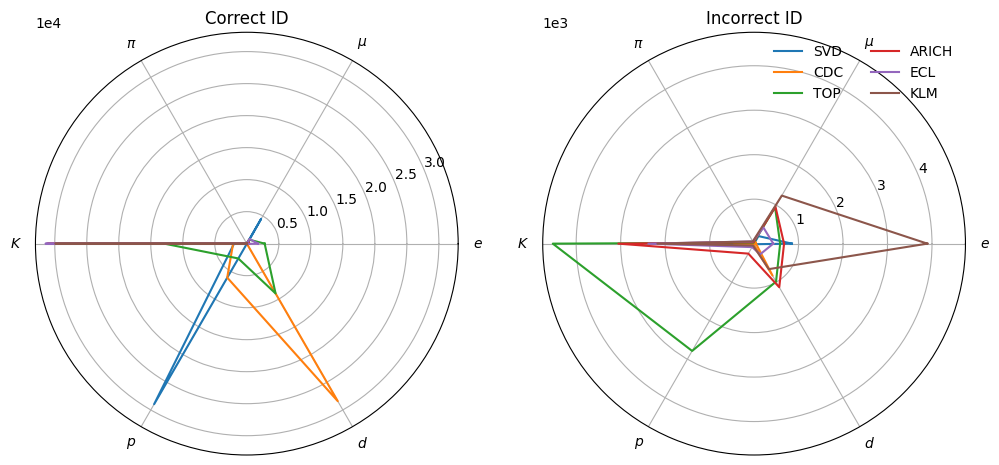 Correct ID
1e4
π
μ
K
e
p
d
0.5
1.0
1.5
2.0
2.5
3.0
Incorrect ID
1e3
π
μ
K
e
p
d
1
2
3
4
SVD
CDC
TOP
ARICH
ECL
KLM